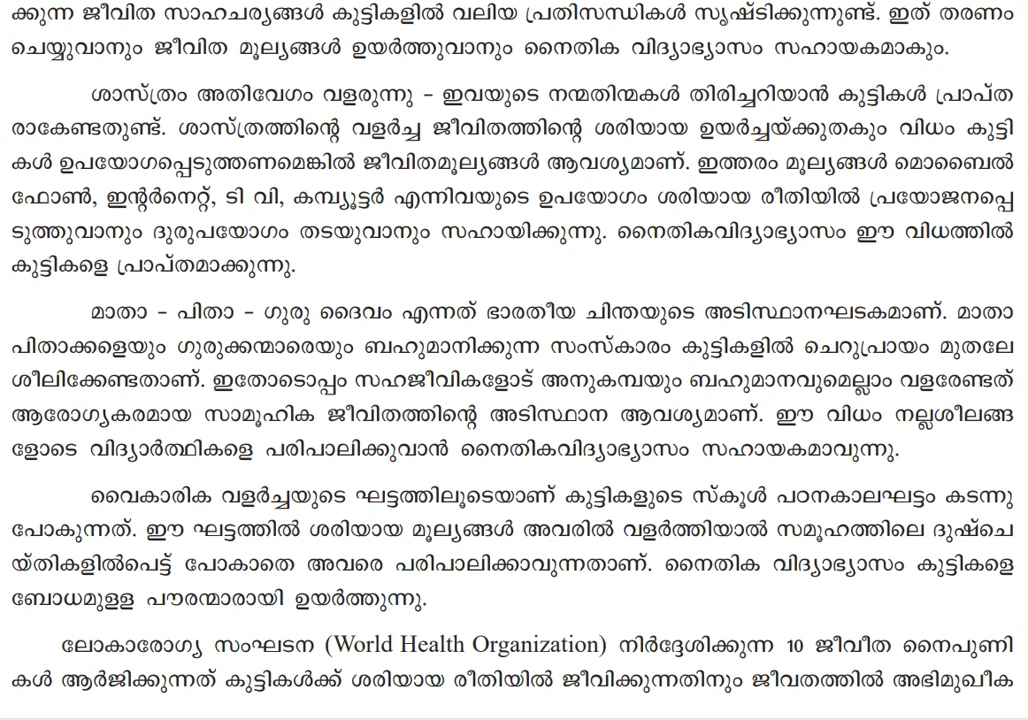 ക്കുന്ന ജീവിത സാഹചര്യങ്ങൾ കുട്ടികളിൽ വലിയ പ്രതിസന്ധികൾ സൃഷ്ടിക്കുന്നുണ്ട്. ഇത് തരണം
ചെയ്യുവാനും ജീവിത മൂല്യങ്ങൾ ഉയർത്തുവാനും നൈതിക വിദ്യാഭ്യാസം സഹായകമാകും.
ശാസ്ത്രം അതിവേഗം വളരുന്നു – ഇവയുടെ നന്മതിന്മകൾ തിരിച്ചറിയാൻ കുട്ടികൾ പ്രാപ്ത
രാകേണ്ടതുണ്ട്. ശാസ്ത്രത്തിന്റെ വളർച്ച ജീവിതത്തിന്റെ ശരിയായ ഉയർച്ചയ്ക്കുതകും വിധം കുട്ടി
കൾ ഉപയോഗപ്പെടുത്തണമെങ്കിൽ ജീവിതമൂല്യങ്ങൾ ആവശ്യമാണ്. ഇത്തരം മൂല്യങ്ങൾ മൊബൈൽ
ഫോൺ, ഇന്റർനെറ്റ്, ടി വി, കമ്പ്യൂട്ടർ എന്നിവയുടെ ഉപയോഗം ശരിയായ രീതിയിൽ പ്രയോജനപ്പെ
ടുത്തുവാനും ദുരുപയോഗം തടയുവാനും സഹായിക്കുന്നു. നൈതികവിദ്യാഭ്യാസം ഈ വിധത്തിൽ
കുട്ടികളെ പ്രാപ്തമാക്കുന്നു.
മാതാ – പിതാ – ഗുരു ദൈവം എന്നത് ഭാരതീയ ചിന്തയുടെ അടിസ്ഥാനഘടകമാണ്. മാതാ
പിതാക്കളെയും ഗുരുക്കന്മാരെയും ബഹുമാനിക്കുന്ന സംസ്കാരം കുട്ടികളിൽ ചെറുപ്രായം മുതലേ
ശീലിക്കേണ്ടതാണ്. ഇതോടൊപ്പം സഹജീവികളോട് അനുകമ്പയും ബഹുമാനവുമെല്ലാം വളരേണ്ടത്
ആരോഗ്യകരമായ സാമൂഹിക ജീവിതത്തിന്റെ അടിസ്ഥാന ആവശ്യമാണ്. ഈ വിധം നല്ലശീലങ്ങ
ളോടെ വിദ്യാർത്ഥികളെ പരിപാലിക്കുവാൻ നൈതികവിദ്യാഭ്യാസം സഹായകമാവുന്നു.
വൈകാരിക വളർച്ചയുടെ ഘട്ടത്തിലൂടെയാണ് കുട്ടികളുടെ സ്കൂൾ പഠനകാലഘട്ടം കടന്നു
പോകുന്നത്. ഈ ഘട്ടത്തിൽ ശരിയായ മൂല്യങ്ങൾ അവരിൽ വളർത്തിയാൽ സമൂഹത്തിലെ ദുഷ്ചെ
യ്തികളിൽപെട്ട് പോകാതെ അവരെ പരിപാലിക്കാവുന്നതാണ്. നൈതിക വിദ്യാഭ്യാസം കുട്ടികളെ
ബോധമുളള പൗരന്മാരായി ഉയർത്തുന്നു.
ലോകാരോഗ്യ സംഘടന (World Health Organization) നിർദ്ദേശിക്കുന്ന 10 ജീവീത നൈപുണി
കൾ ആർജിക്കുന്നത് കുട്ടികൾക്ക് ശരിയായ രീതിയിൽ ജീവിക്കുന്നതിനും ജീവതത്തിൽ അഭിമുഖീക